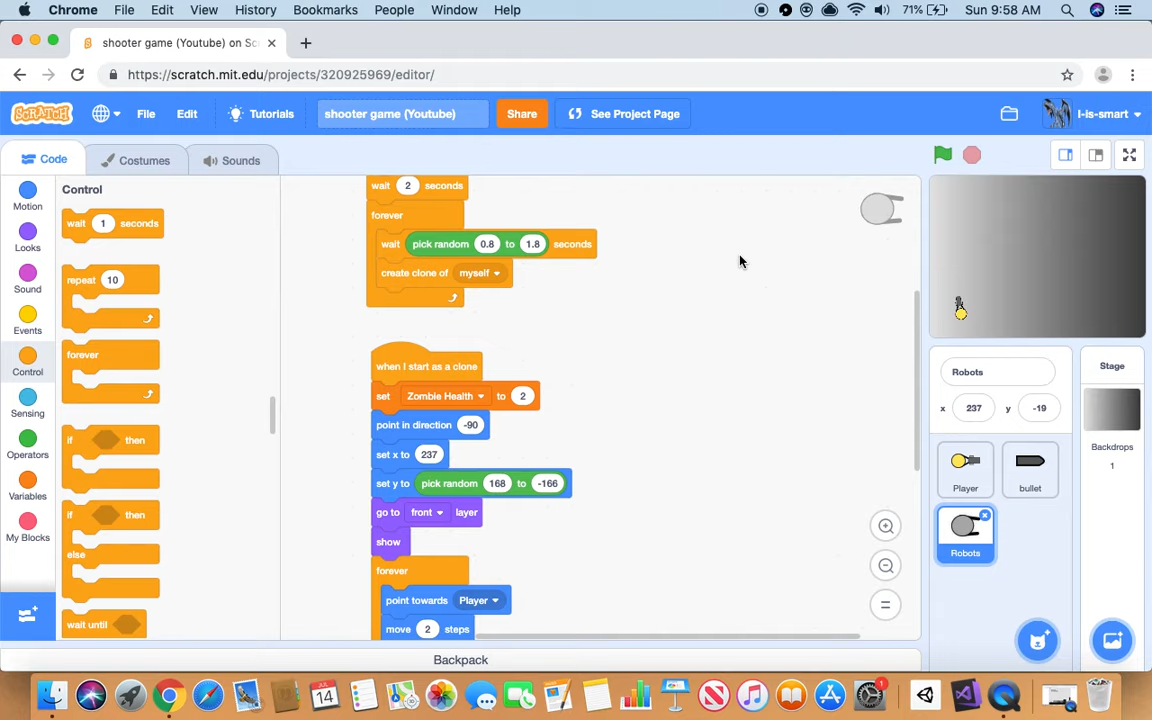 Chrome File Edit View History Bookmarks People Window Help 71% Sun 9:58 AM
shooter game (Youtube) on Sc
https://scratch.mit.edu/projects/320925969/editor/
SCRATCH File Edit Tutorials shooter game (Youtube) Share See Project Page I-is-smart
Code Costumes Sounds
Motion
Looks
Sound
Events
Control
Sensing
Operators
Variables
My Blocks
Control
wait 1 seconds
repeat 10
forever
if then
if then
else
wait until
wait 2 seconds
forever
wait pick random 0.8 to 1.8 seconds
create clone of myself
when I start as a clone
set Zombie Health to 2
point in direction -90
set x to 237
set y to pick random 168 to -166
go to front layer
show
forever
point towards Player
move 2 steps
Robots
x 237 y -19
Player
bullet
Robots
Stage
Backdrops
1
Backpack
JUL
14
1